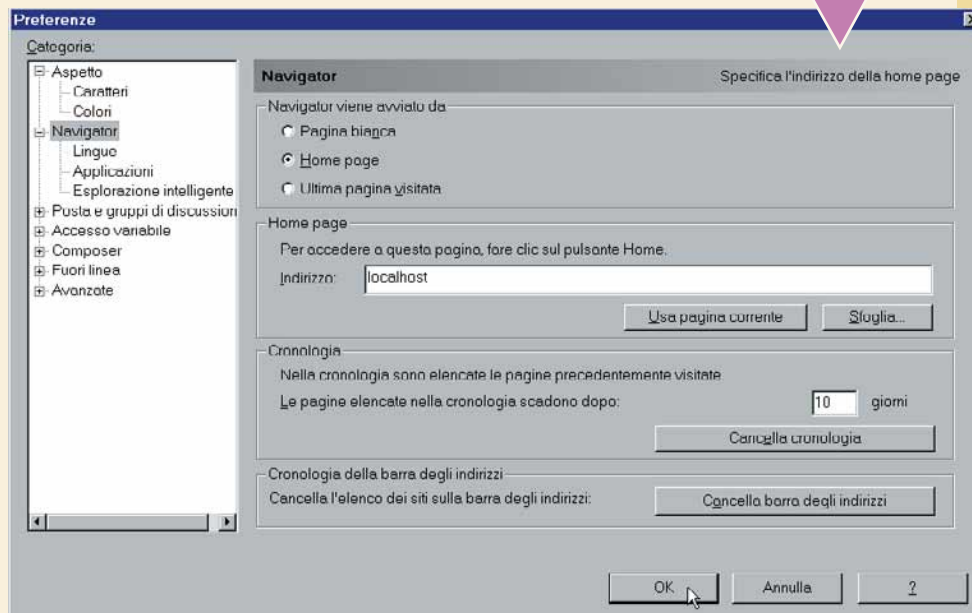 Preferenze
Categoria:
Aspetto
Caratteri
Colori
Navigator
Lingue
Applicazioni
Esplorazione intelligente
Posta e gruppi di discussion
Accesso variabile
Composer
Fuori linea
Avanzate
Navigator Specifica l'indirizzo della home page
Navigator viene avviato da
Pagina bianca
Home page
Ultima pagina visitata
Home page
Per accedere a questa pagina, fare clic sul pulsante Home.
Indirizzo: localhost
Usa pagina corrente Sfoglia...
Cronologia
Nella cronologia sono elencate le pagine precedentemente visitate
Le pagine elencate nella cronologia scadono dopo: 10 giorni
Cancella cronologia
Cronologia della barra degli indirizzi
Cancella l'elenco dei siti sulla barra degli indirizzi: Cancella barra degli indirizzi
OK Annulla ?